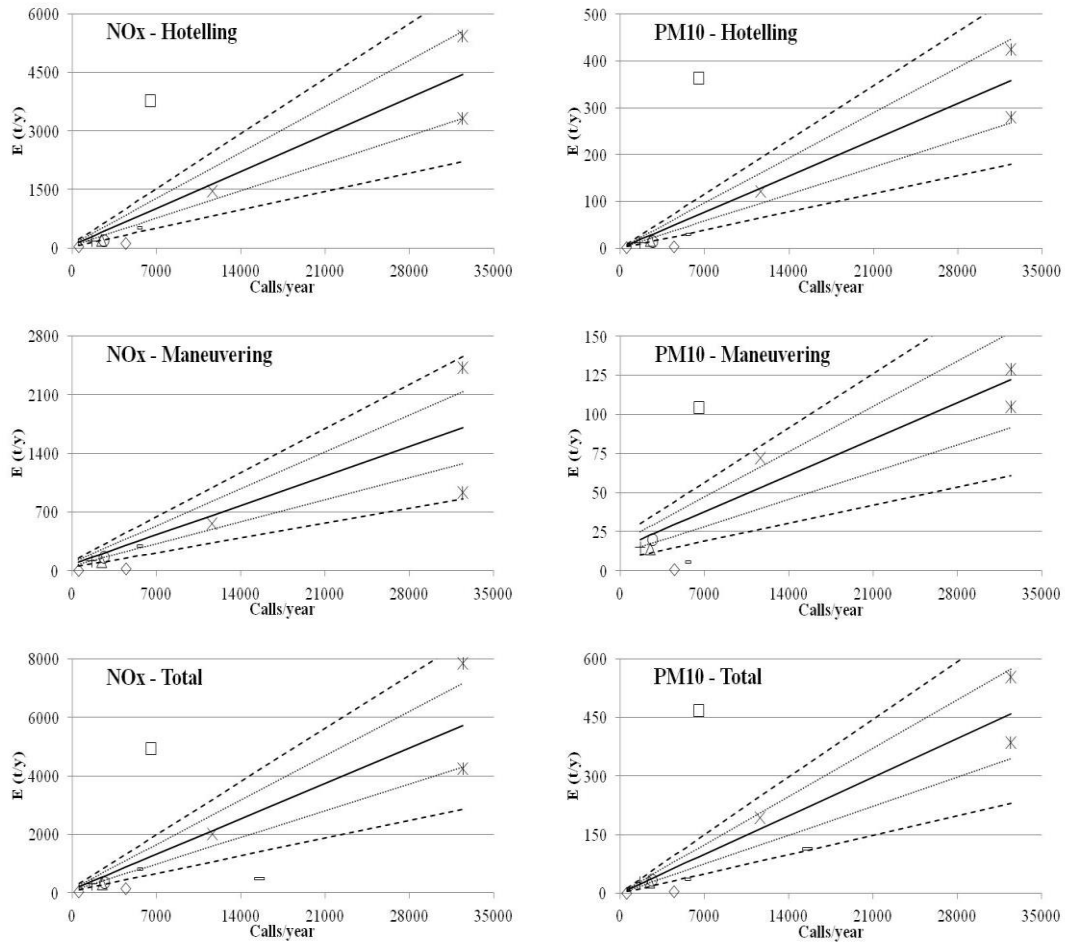 NOx - Hotelling
E (t/y)
6000
4500
3000
1500
0
0 7000 14000 21000 28000 35000
Calls/year
PM10 - Hotelling
E (t/y)
500
400
300
200
100
0
0 7000 14000 21000 28000 35000
Calls/year
NOx - Maneuvering
E (t/y)
2800
2100
1400
700
0
0 7000 14000 21000 28000 35000
Calls/year
PM10 - Maneuvering
E (t/y)
150
125
100
75
50
25
0
0 7000 14000 21000 28000 35000
Calls/year
NOx - Total
E (t/y)
8000
6000
4000
2000
0
0 7000 14000 21000 28000 35000
Calls/year
PM10 - Total
E (t/y)
600
450
300
150
0
0 7000 14000 21000 28000 35000
Calls/year